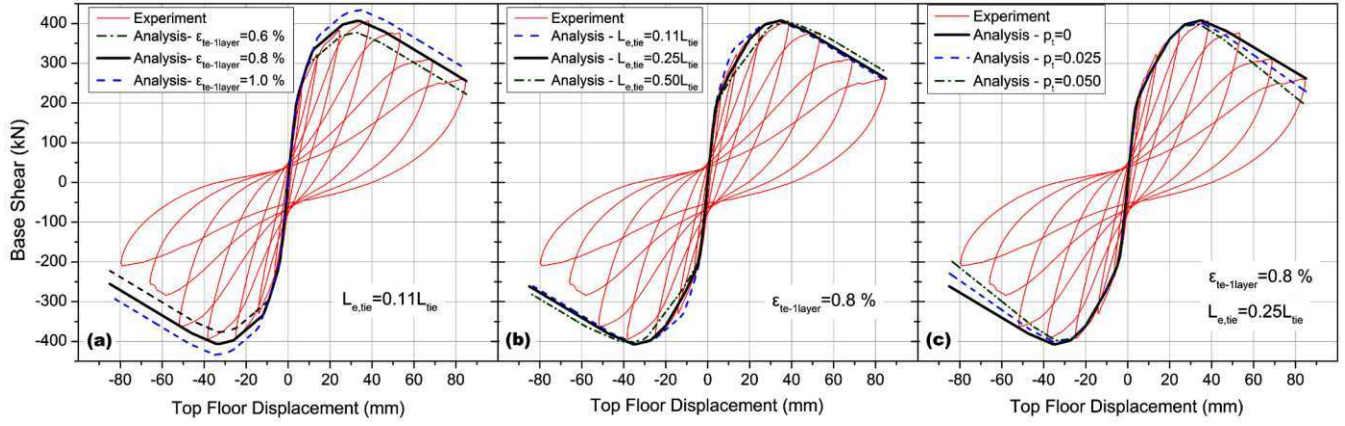 Experiment
Analysis- ε_te-1layer=0.6 %
Analysis- ε_te-1layer=0.8 %
Analysis- ε_te-1layer=1.0 %
Experiment
Analysis - L_e,tie=0.11L_tie
Analysis - L_e,tie=0.25L_tie
Analysis - L_e,tie=0.50L_tie
Experiment
Analysis - p_t=0
Analysis - p_t=0.025
Analysis - p_t=0.050
Base Shear (kN)
400
300
200
100
0
-100
-200
-300
-400
L_e,tie=0.11L_tie
ε_te-1layer=0.8 %
ε_te-1layer=0.8 %
L_e,tie=0.25L_tie
(a)
(b)
(c)
-80 -60 -40 -20 0 20 40 60 80
-80 -60 -40 -20 0 20 40 60 80
-80 -60 -40 -20 0 20 40 60 80
Top Floor Displacement (mm)
Top Floor Displacement (mm)
Top Floor Displacement (mm)